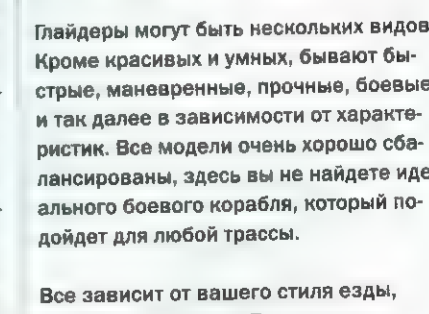 Глайдеры могут быть нескольких видов
Кроме красивых и умных, бывают бы-
стрые, маневренные, прочные, боевые
и так далее в зависимости от характе-
ристик. Все модели очень хорошо сба-
лансированы, здесь вы не найдете иде
ального боевого корабля, который по-
дойдет для любой трассы.
Все зависит от вашего стиля езды,